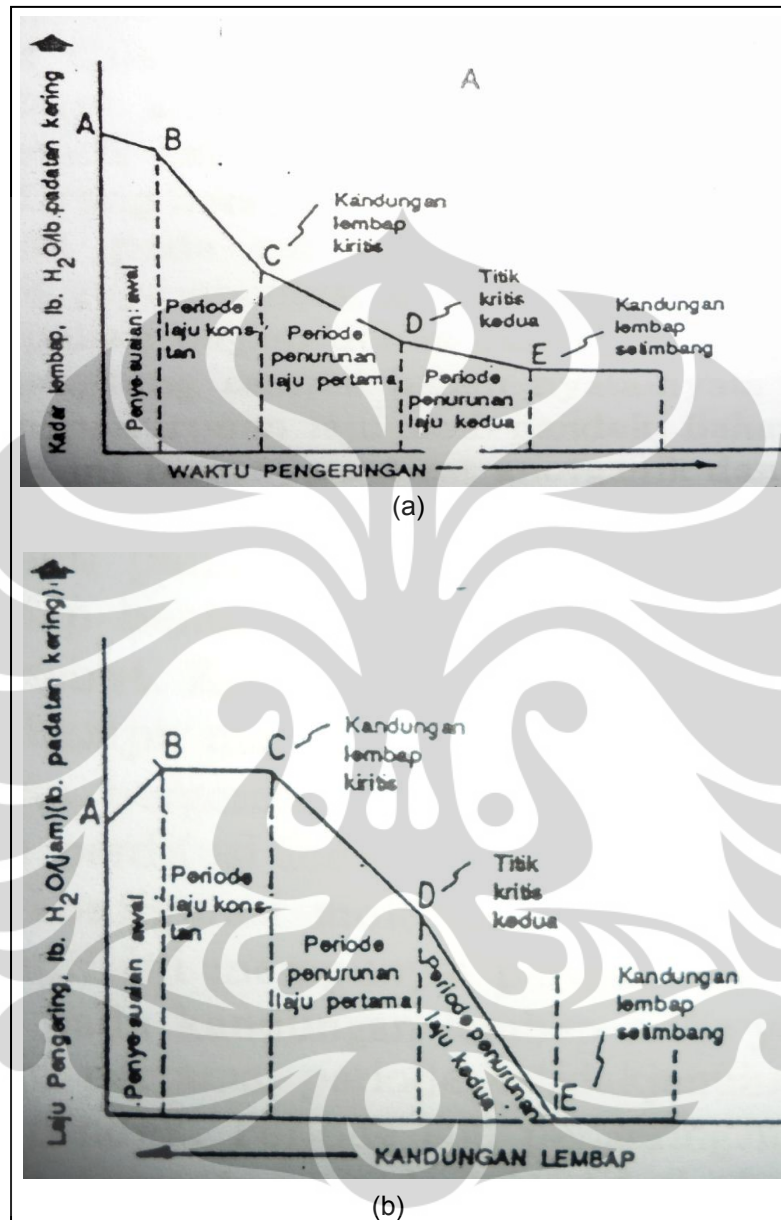 Kadar lembap, lb. H₂O/lb. padatan kering
A
A
B
Kandungan
lembap
kiritis
C
Titik
kritis
kedua
D
Kandungan
lembap
setimbang
E
Penyesuaian awal
Periode
laju kons-
tan
Periode
penurunan
laju pertama
Periode
penurunan
laju kedua
WAKTU PENGERINGAN
(a)
Laju Pengering, lb. H₂O/(jam)(lb. padatan kering)
A
B
C
Kandungan
lembap
kiritis
D
Titik
kritis
kedua
E
Kandungan
lembap
setimbang
Penyesuaian awal
Periode
laju kons-
tan
Periode
penurunan
laju pertama
Periode penurunan
laju kedua
KANDUNGAN LEMBAP
(b)